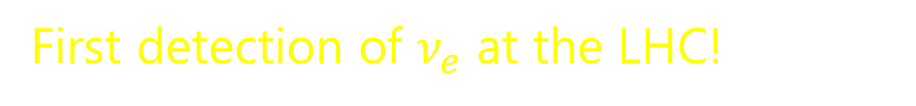 First detection of νₑ at the LHC!